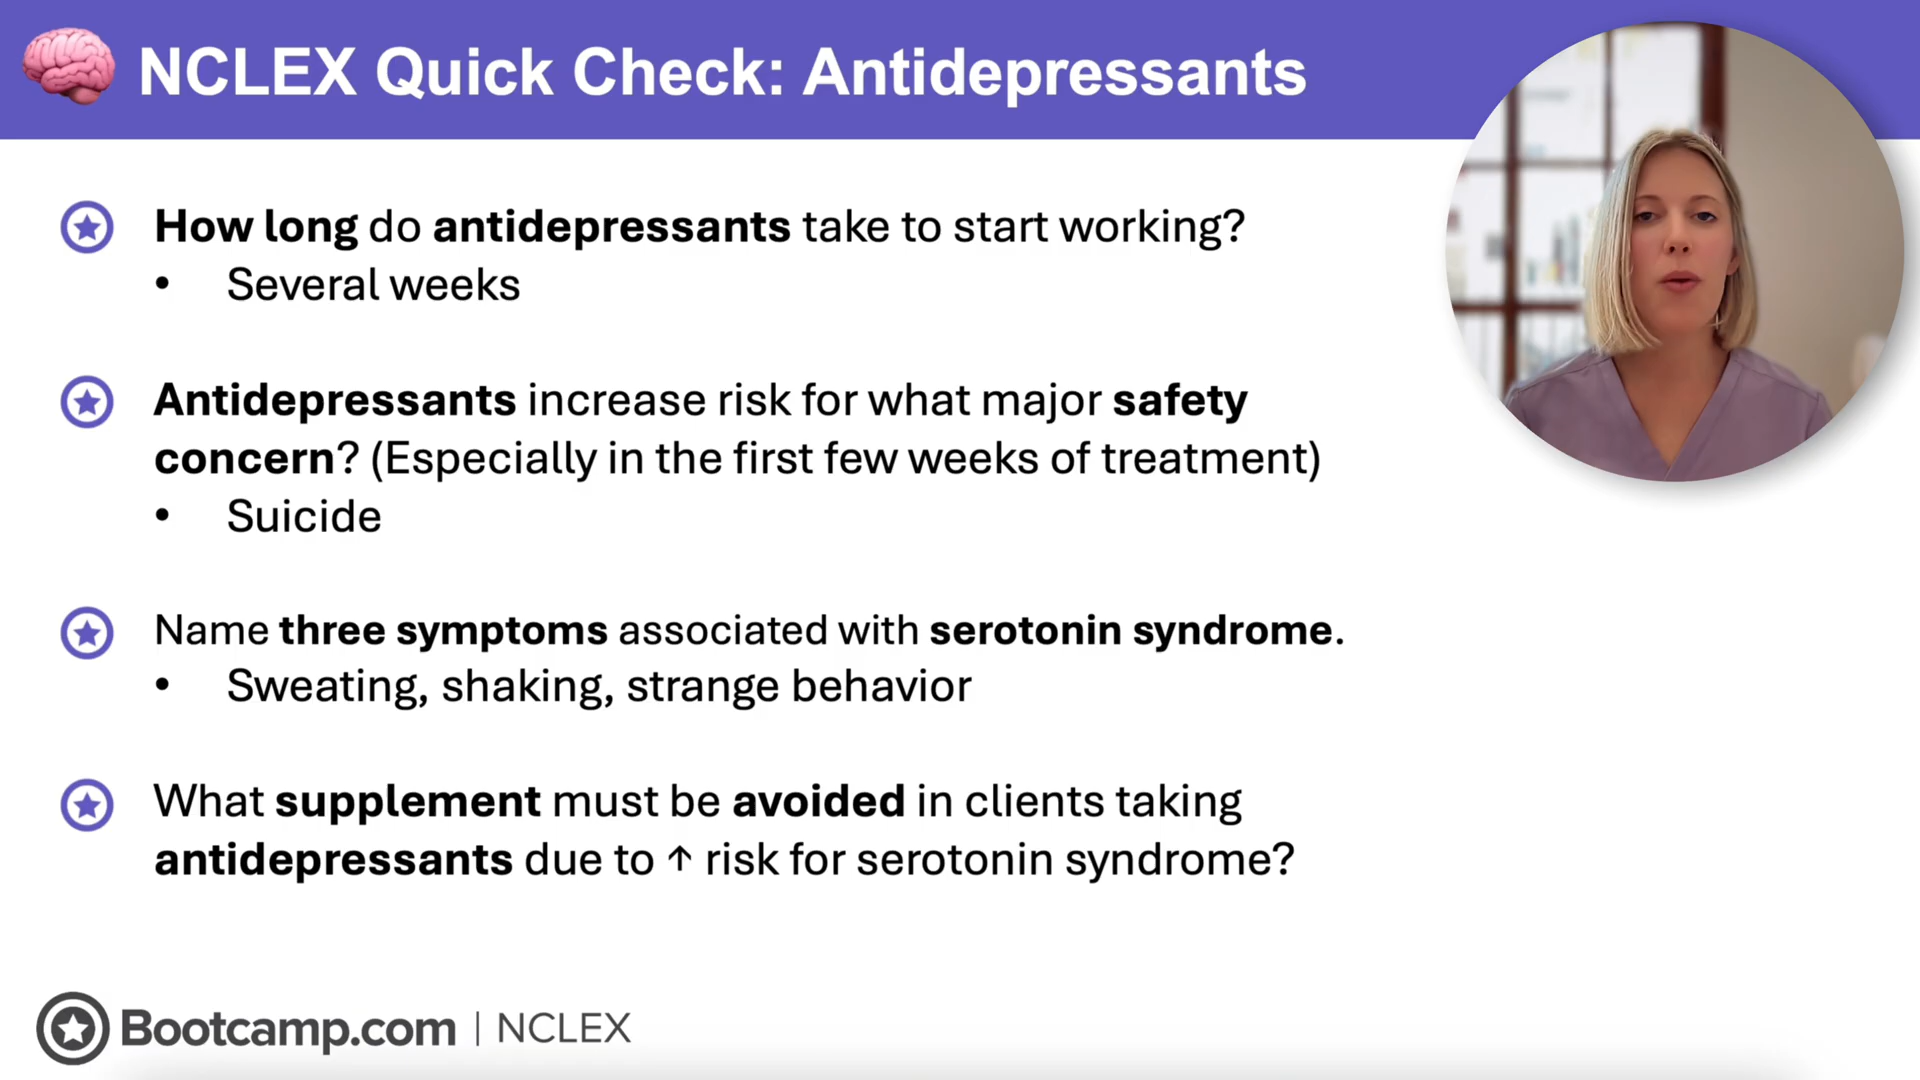 NCLEX Quick Check: Antidepressants
How long do antidepressants take to start working?
• Several weeks
Antidepressants increase risk for what major safety
concern? (Especially in the first few weeks of treatment)
• Suicide
Name three symptoms associated with serotonin syndrome.
• Sweating, shaking, strange behavior
What supplement must be avoided in clients taking
antidepressants due to ↑ risk for serotonin syndrome?
Bootcamp.com | NCLEX